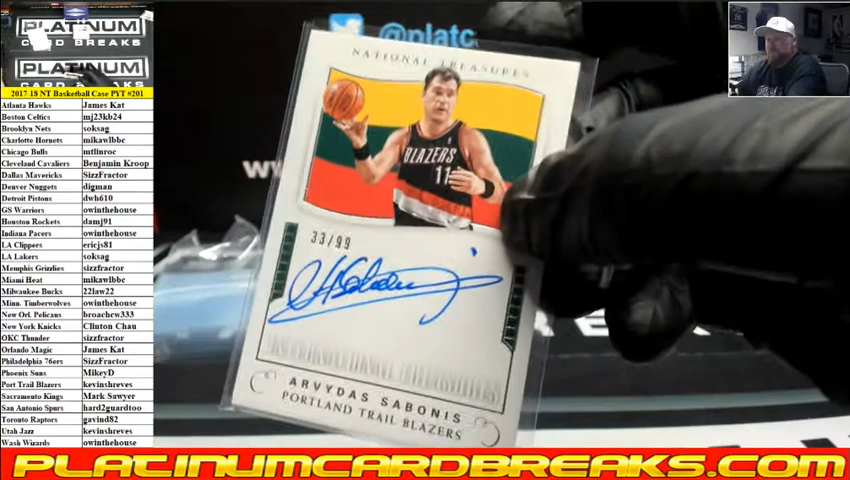 PLATINUM
CARD BREAKS
PLATINUM
2017-18 NT Basketball Case PYT #201
Atlanta Hawks James Kat
Boston Celtics mj23kb24
Brooklyn Nets soksag
Charlotte Hornets mikawlbbc
Chicago Bulls mtlinroc
Cleveland Cavaliers Benjamin Kroop
Dallas Mavericks SizzFractor
Denver Nuggets digman
Detroit Pistons dwh610
GS Warriors owinthehouse
Houston Rockets damj91
Indiana Pacers owinthehouse
LA Clippers ericjs81
LA Lakers soksag
Memphis Grizzlies sizzfractor
Miami Heat mikawlbbc
Milwaukee Bucks 22law22
Minn. Timberwolves owinthehouse
New Orl. Pelicans broachcw333
New York Knicks Clinton Chau
OKC Thunder sizzfractor
Orlando Magic James Kat
Philadelphia 76ers SizzFractor
Phoenix Suns MikeyD
Port Trail Blazers kevinshreves
Sacramento Kings Mark Sawyer
San Antonio Spurs hard2guardtoo
Toronto Raptors gavind82
Utah Jazz kevinshreves
Wash Wizards owinthehouse
@platc
NATIONAL TREASURES
BLAZERS
11
33/99
ARVYDAS SABONIS
PORTLAND TRAIL BLAZERS
PLATINUMCARDBREAKS.COM